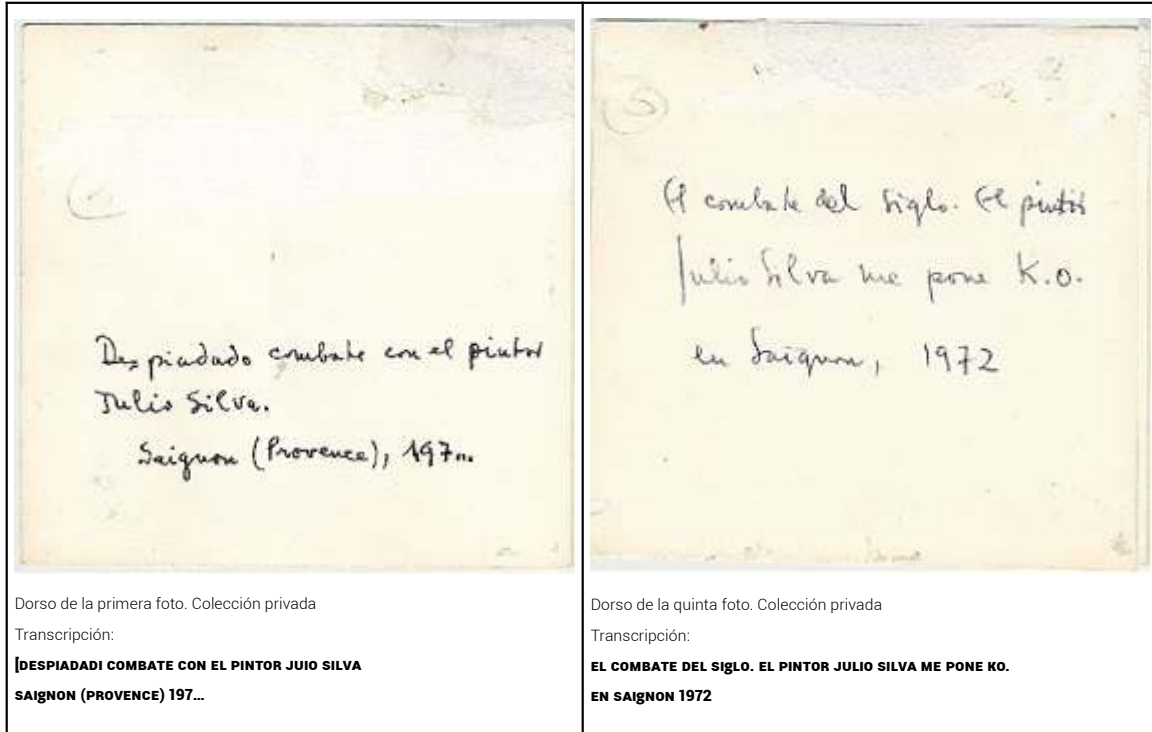 Despiadado combate con el pintor
Julio Silva.
Saignon (Provence), 197...
Dorso de la primera foto. Colección privada
Transcripción:
[DESPIADADI COMBATE CON EL PINTOR JUIO SILVA
SAIgNON (PROVENCE) 197...
El combate del siglo. El pintor
Julio Silva me pone K.O.
en Saignon, 1972
Dorso de la quinta foto. Colección privada
Transcripción:
EL COMBATE DEL SIgLO. EL PINTOR JULIO SILVA ME PONE KO.
EN SAIgNON 1972